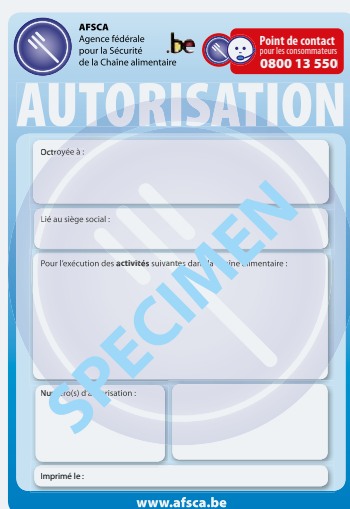 AFSCA
Agence fédérale
pour la Sécurité
de la Chaîne alimentaire
.be
Point de contact
pour les consommateurs
0800 13 550
AUTORISATION
Octroyée à :
Lié au siège social :
Pour l'exécution des activités suivantes dans la chaîne alimentaire :
SPECIMEN
Numéro(s) d'autorisation :
Imprimé le :
www.afsca.be